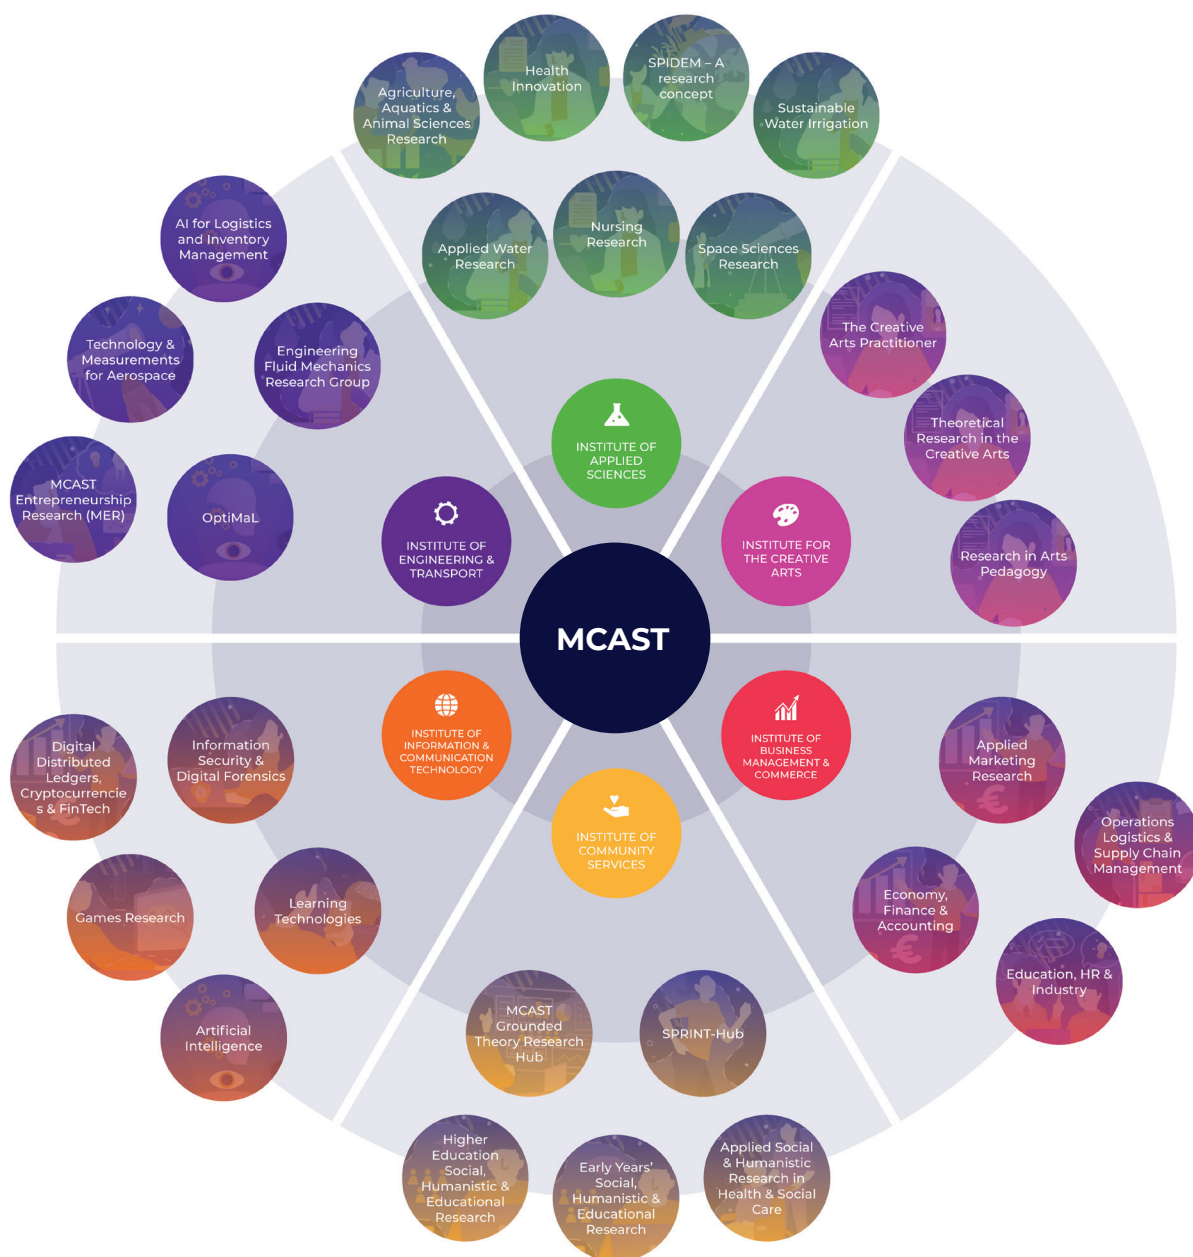 Agriculture,
Aquatics &
Animal Sciences
Research
Health
Innovation
SPIDEM – A
research
concept
Sustainable
Water Irrigation
Applied Water
Research
Nursing
Research
Space Sciences
Research
AI for Logistics
and Inventory
Management
Technology &
Measurements
for Aerospace
Engineering
Fluid Mechanics
Research Group
MCAST
Entrepreneurship
Research (MER)
OptiMaL
The Creative
Arts Practitioner
Theoretical
Research in the
Creative Arts
Research in Arts
Pedagogy
INSTITUTE OF
APPLIED
SCIENCES
INSTITUTE OF
ENGINEERING &
TRANSPORT
INSTITUTE FOR
THE CREATIVE
ARTS
MCAST
INSTITUTE OF
INFORMATION &
COMMUNICATION
TECHNOLOGY
INSTITUTE OF
BUSINESS
MANAGEMENT &
COMMERCE
INSTITUTE OF
COMMUNITY
SERVICES
Digital
Distributed
Ledgers,
Cryptocurrencie
s & FinTech
Information
Security &
Digital Forensics
Games Research
Learning
Technologies
Artificial
Intelligence
Applied
Marketing
Research
Operations
Logistics &
Supply Chain
Management
Economy,
Finance &
Accounting
Education, HR &
Industry
MCAST
Grounded
Theory Research
Hub
SPRINT-Hub
Higher
Education
Social,
Humanistic &
Educational
Research
Early Years'
Social,
Humanistic &
Educational
Research
Applied Social
& Humanistic
Research in
Health & Social
Care